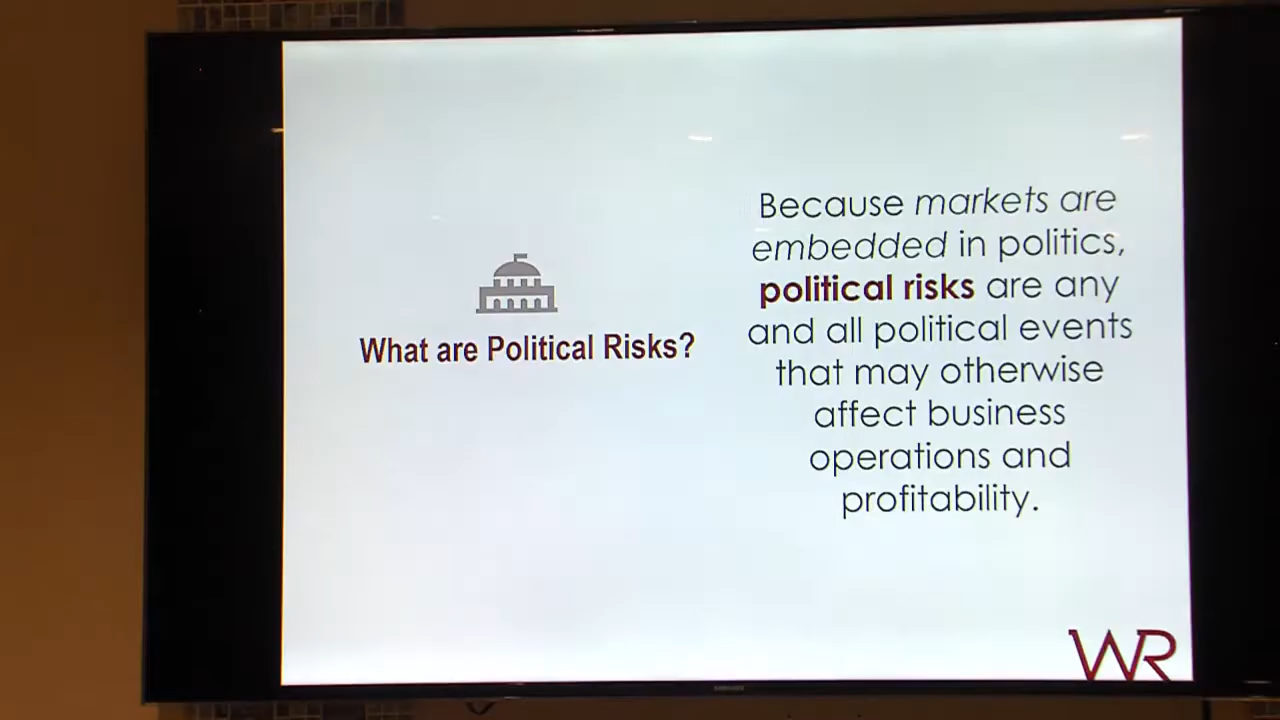 What are Political Risks?
Because markets are
embedded in politics,
political risks are any
and all political events
that may otherwise
affect business
operations and
profitability.
WR
SAMSUNG